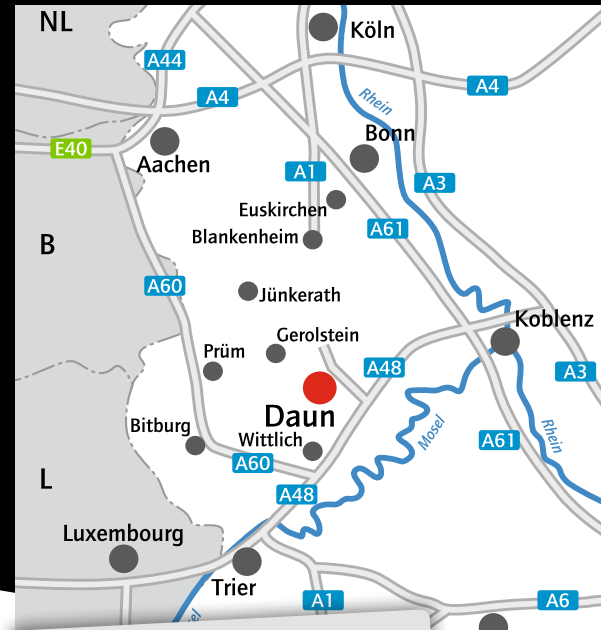 NL
Köln
A44
A4
A4
Rhein
Bonn
E40
Aachen
A1
A3
Euskirchen
A61
Blankenheim
B
A60
Jünkerath
Koblenz
Gerolstein
Prüm
A48
A3
Daun
Bitburg
Wittlich
Mosel
Rhein
A61
A60
L
A48
Luxembourg
Trier
A1
A6